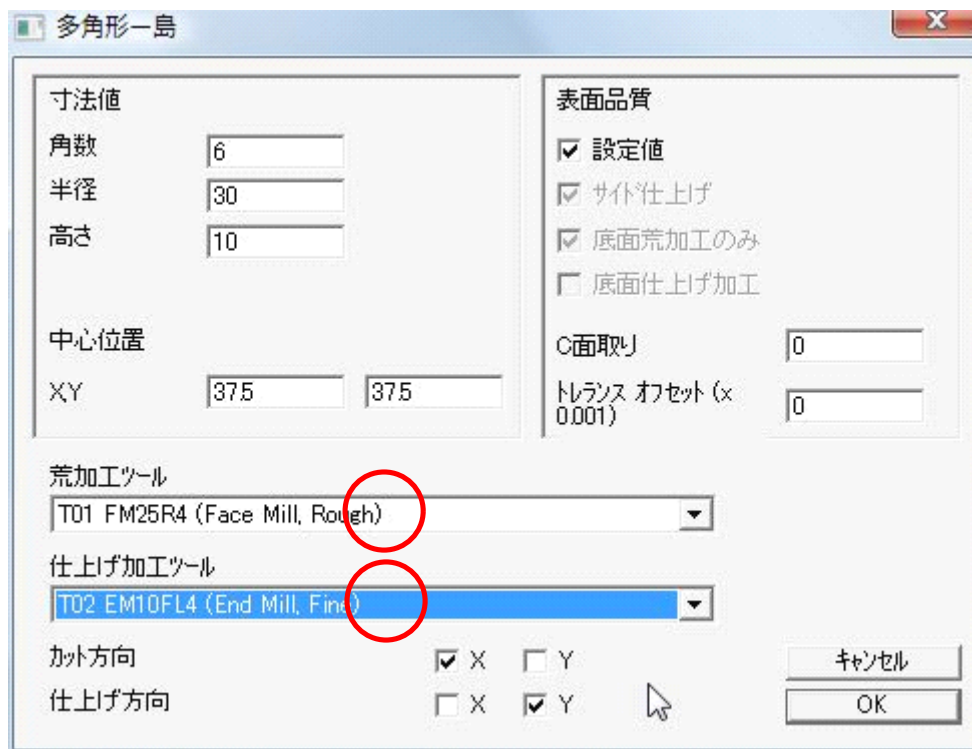 多角形ー島
寸法値
角数 6
半径 30
高さ 10
中心位置
X,Y 37.5 37.5
表面品質
設定値
サイド仕上げ
底面荒加工のみ
底面仕上げ加工
C面取り 0
トレランス オフセット (x 0
0.001)
荒加工ツール
T01 FM25R4 (Face Mill, Rough)
仕上げ加工ツール
T02 EM10FL4 (End Mill, Fine)
カット方向 X Y
仕上げ方向 X Y
キャンセル
OK